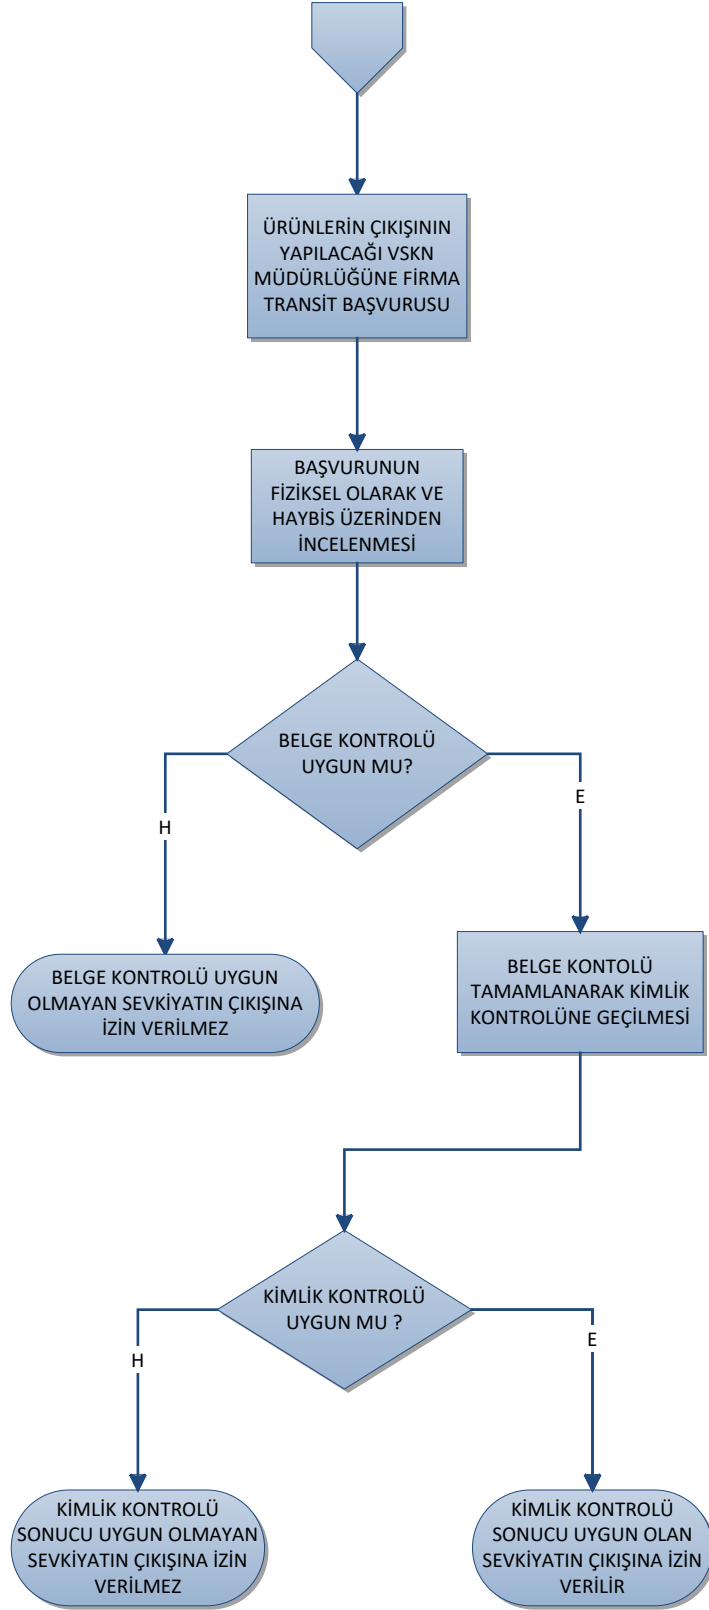 ÜRÜNLERİN ÇIKIŞININ
YAPILACAĞI VSKN
MÜDÜRLÜĞÜNE FİRMA
TRANSİT BAŞVURUSU
BAŞVURUNUN
FİZİKSEL OLARAK VE
HAYBİS ÜZERİNDEN
İNCELENMESİ
BELGE KONTROLÜ
UYGUN MU?
H
E
BELGE KONTROLÜ UYGUN
OLMAYAN SEVKİYATIN ÇIKIŞINA
İZİN VERİLMEZ
BELGE KONTOLÜ
TAMAMLANARAK KİMLİK
KONTROLÜNE GEÇİLMESİ
KİMLİK KONTROLÜ
UYGUN MU ?
H
E
KİMLİK KONTROLÜ
SONUCU UYGUN OLMAYAN
SEVKİYATIN ÇIKIŞINA İZİN
VERİLMEZ
KİMLİK KONTROLÜ
SONUCU UYGUN OLAN
SEVKİYATIN ÇIKIŞINA İZİN
VERİLİR